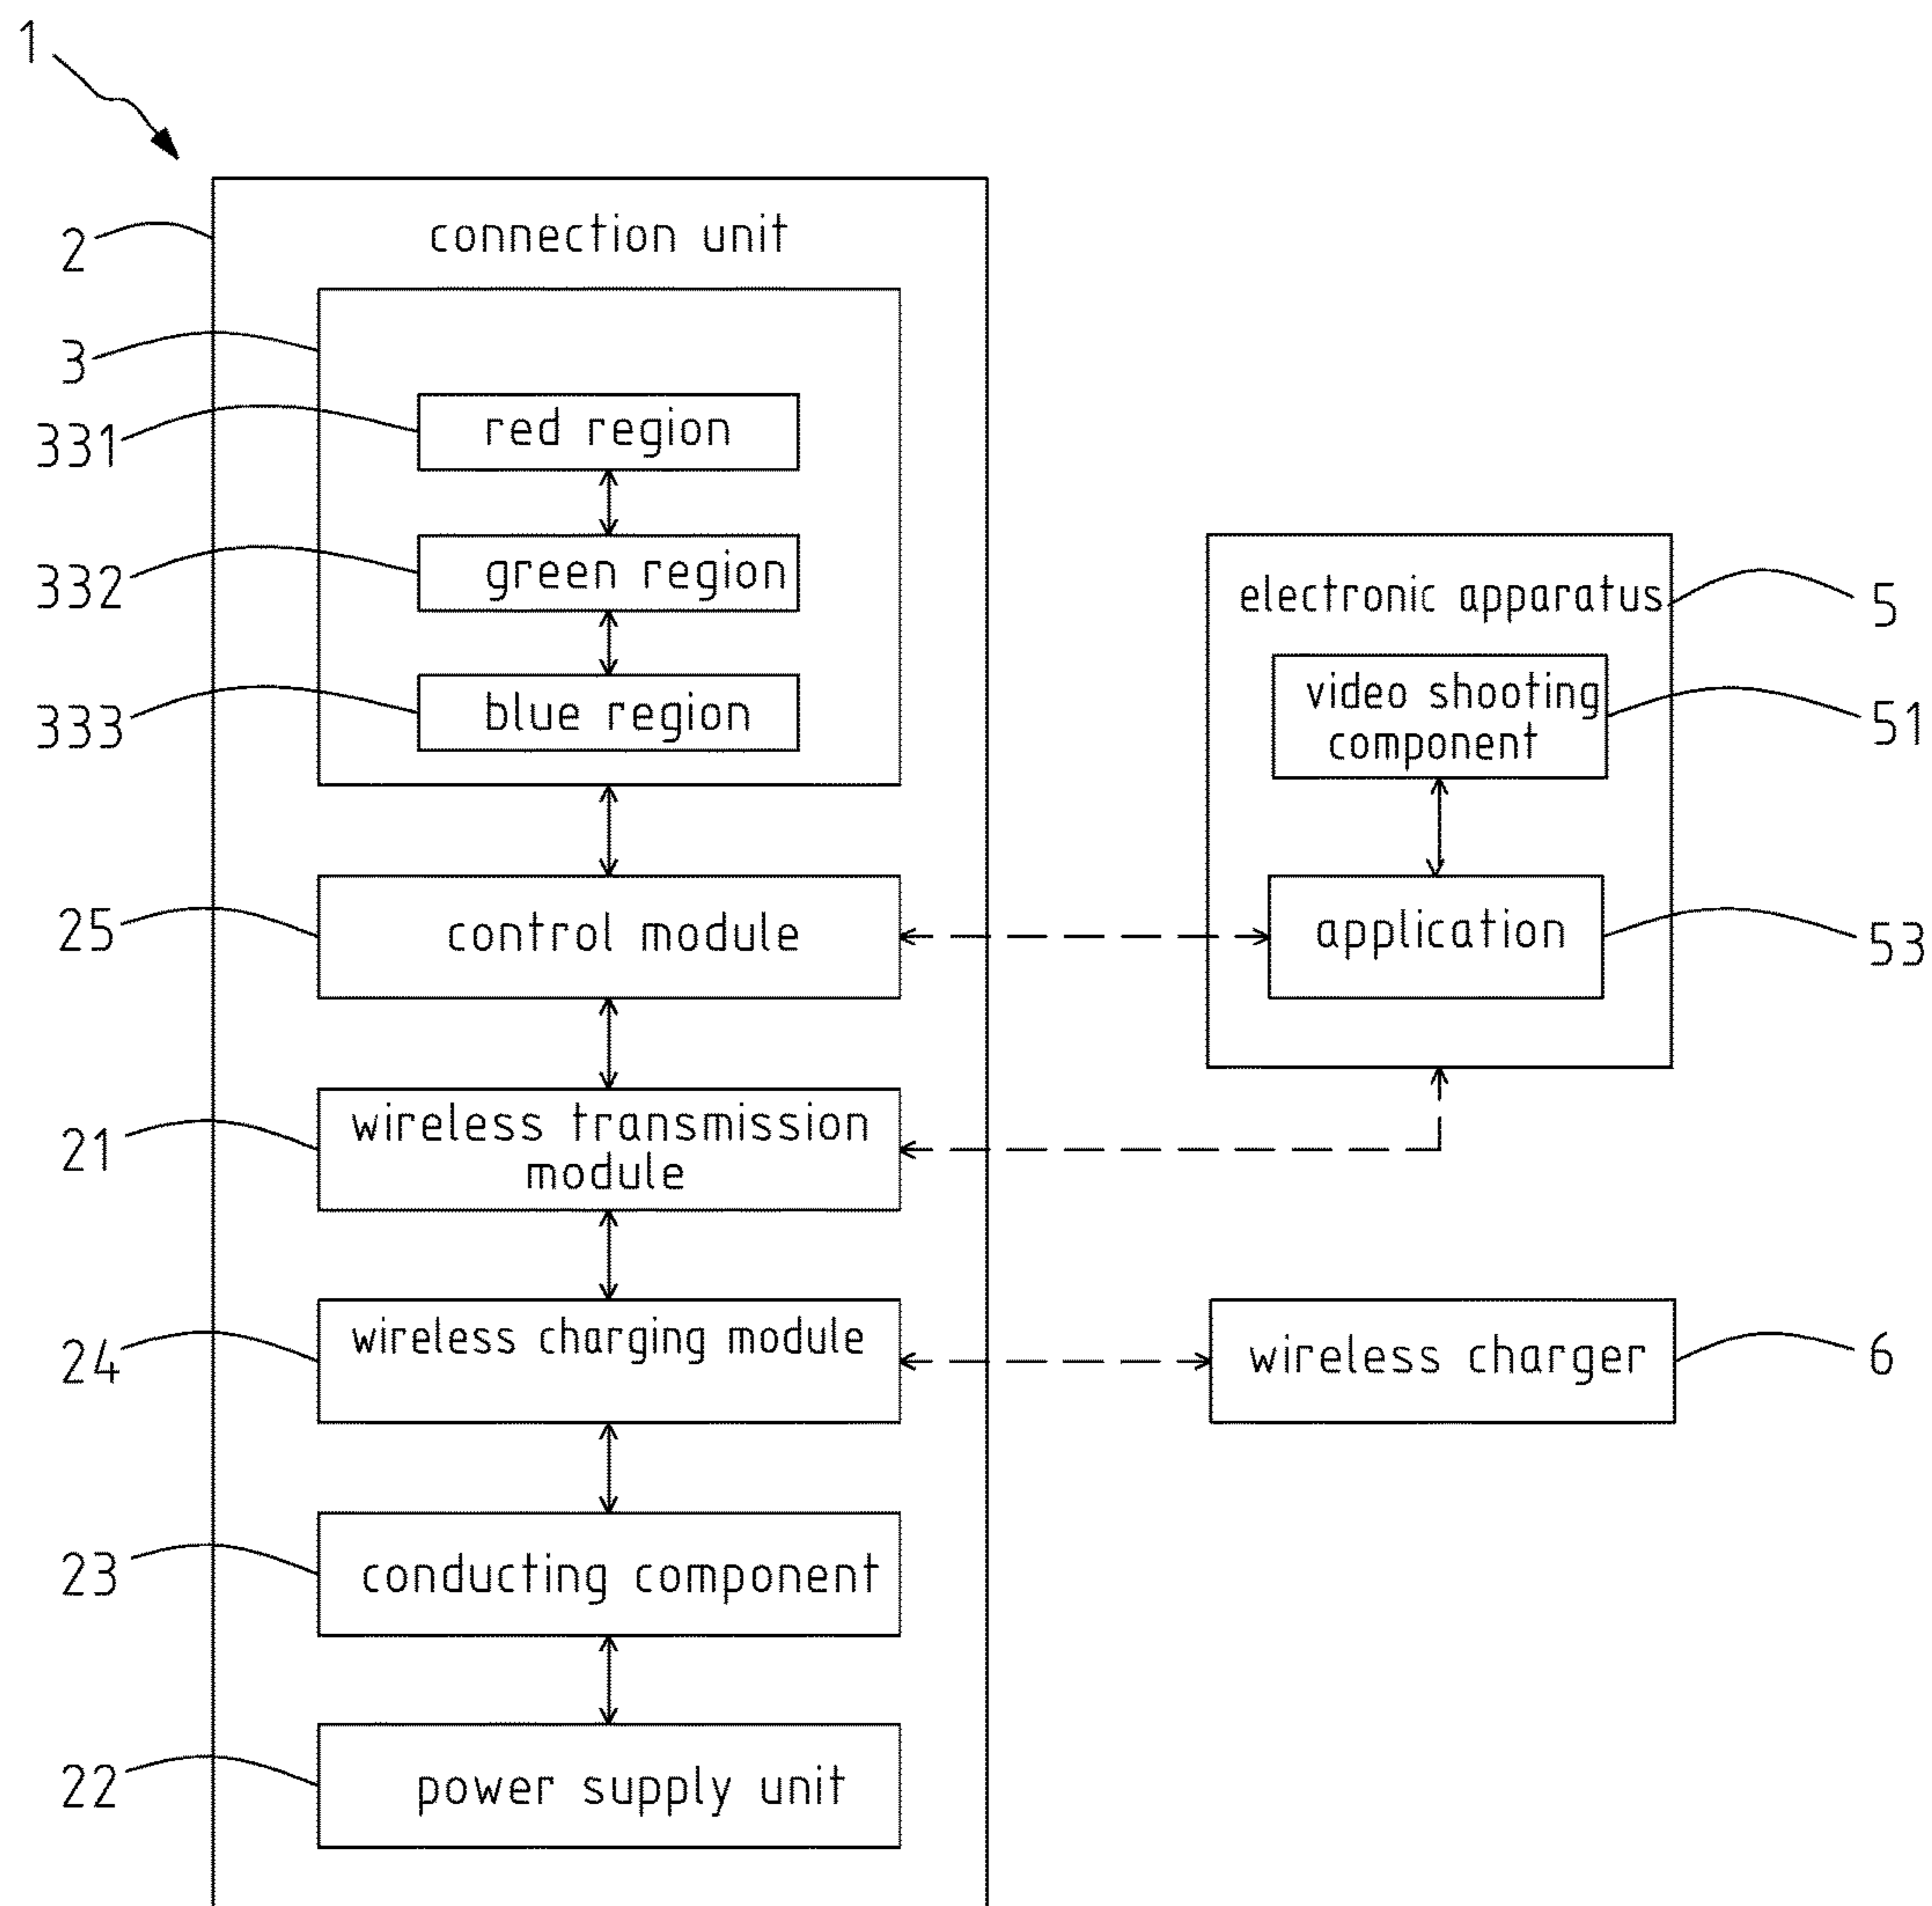 1
2
connection unit
3
331
red region
332
green region
333
blue region
electronic apparatus
5
video shooting
component
51
25
control module
application
53
21
wireless transmission
module
24
wireless charging module
wireless charger
6
23
conducting component
22
power supply unit